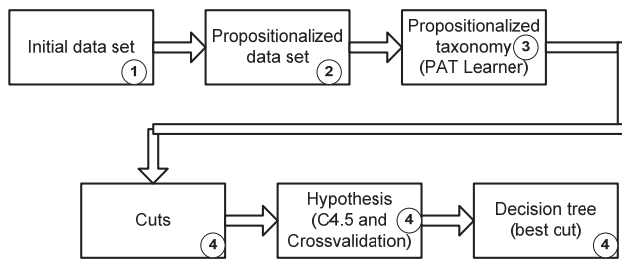 Initial data set
1
Propositionalized
data set
2
Propositionalized
taxonomy
(PAT Learner)
3
Cuts
4
Hypothesis
(C4.5 and
Crossvalidation)
4
Decision tree
(best cut)
4